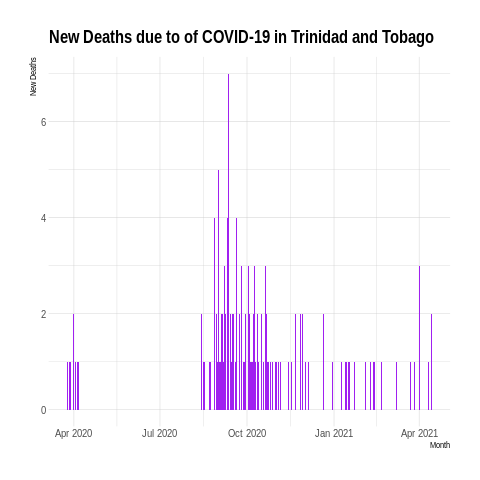 New Deaths due to of COVID-19 in Trinidad and Tobago
New Deaths
6
4
2
0
Apr 2020
Jul 2020
Oct 2020
Jan 2021
Apr 2021
Month